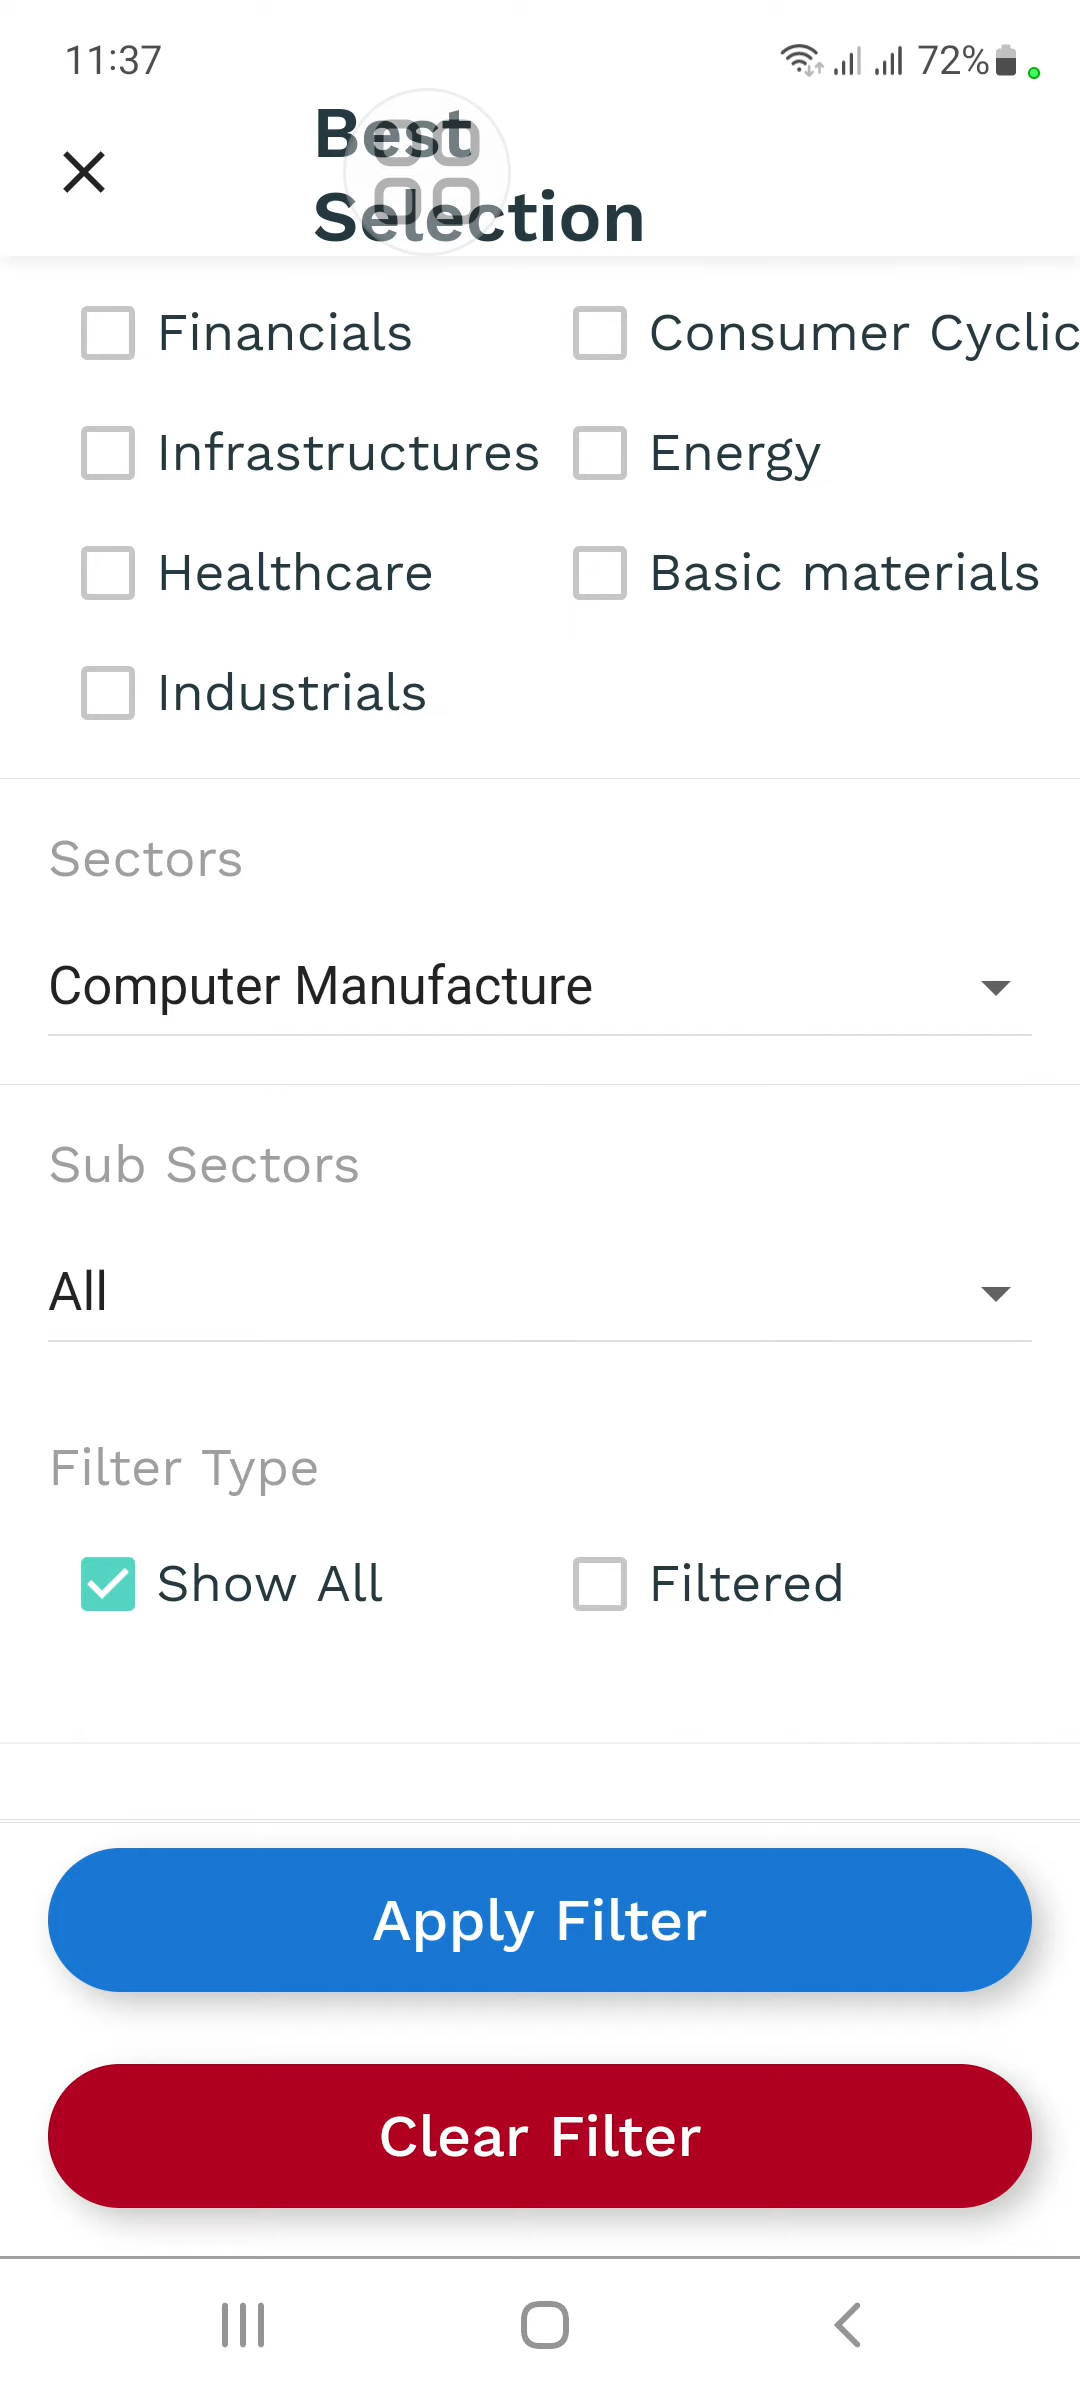 11:37 72%
Best
Selection
Financials Consumer Cyclic
Infrastructures Energy
Healthcare Basic materials
Industrials
Sectors
Computer Manufacture
Sub Sectors
All
Filter Type
Show All Filtered
Apply Filter
Clear Filter